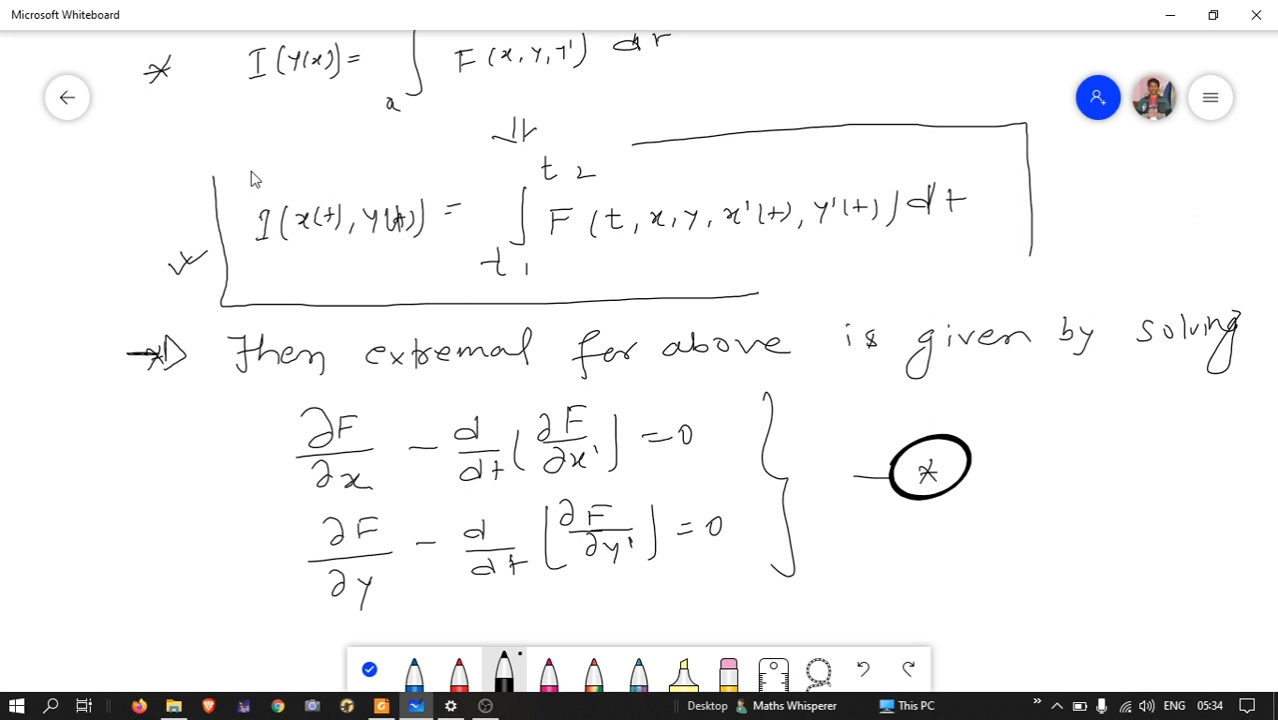 Microsoft Whiteboard
* I(y(x)) = ∫ F(x, y, y') dx
a
I(x(t), y(t)) = ∫_{t1}^{t2} F(t, x, y, x'(t), y'(t)) dt
Then extremal for above is given by solving
∂F/∂x - d/dt (∂F/∂x') = 0
— *
∂F/∂y - d/dt [∂F/∂y'] = 0
Desktop Maths Whisperer This PC ENG 05:34